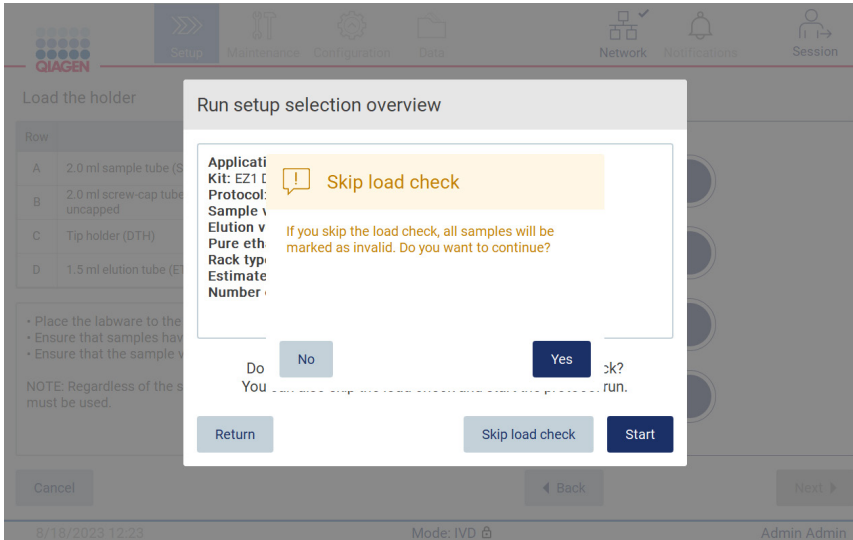 QIAGEN
Setup
Maintenance
Configuration
Data
Network
Notifications
Session
Load the holder
Row
A 2.0 ml sample tube (S
B 2.0 ml screw-cap tube
uncapped
C Tip holder (DTH)
D 1.5 ml elution tube (ET
• Place the labware to the
• Ensure that samples hav
• Ensure that the sample v
NOTE: Regardless of the s
must be used.
Run setup selection overview
Applicati
Kit: EZ1 D
Protocol:
Sample v
Elution v
Pure eth
Rack type
Estimate
Number
Skip load check
If you skip the load check, all samples will be
marked as invalid. Do you want to continue?
No
Yes
Do ck?
You can also skip the load check and start the protocol run.
Return
Skip load check
Start
Cancel
Back
Next
8/18/2023 12:23
Mode: IVD
Admin Admin